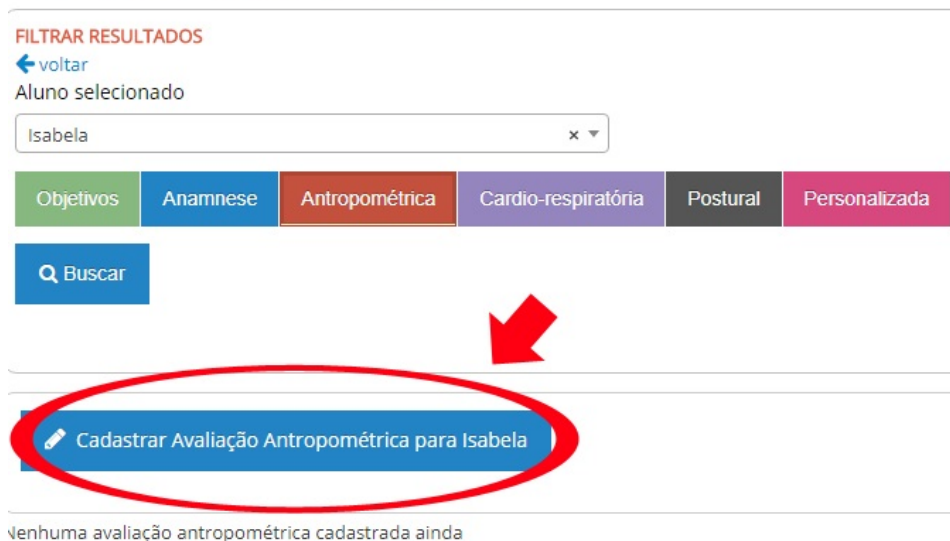 FILTRAR RESULTADOS
voltar
Aluno selecionado
Isabela × 
Objetivos Anamnese Antropométrica Cardio-respiratória Postural Personalizada
Buscar
Cadastrar Avaliação Antropométrica para Isabela
Nenhuma avaliação antropométrica cadastrada ainda